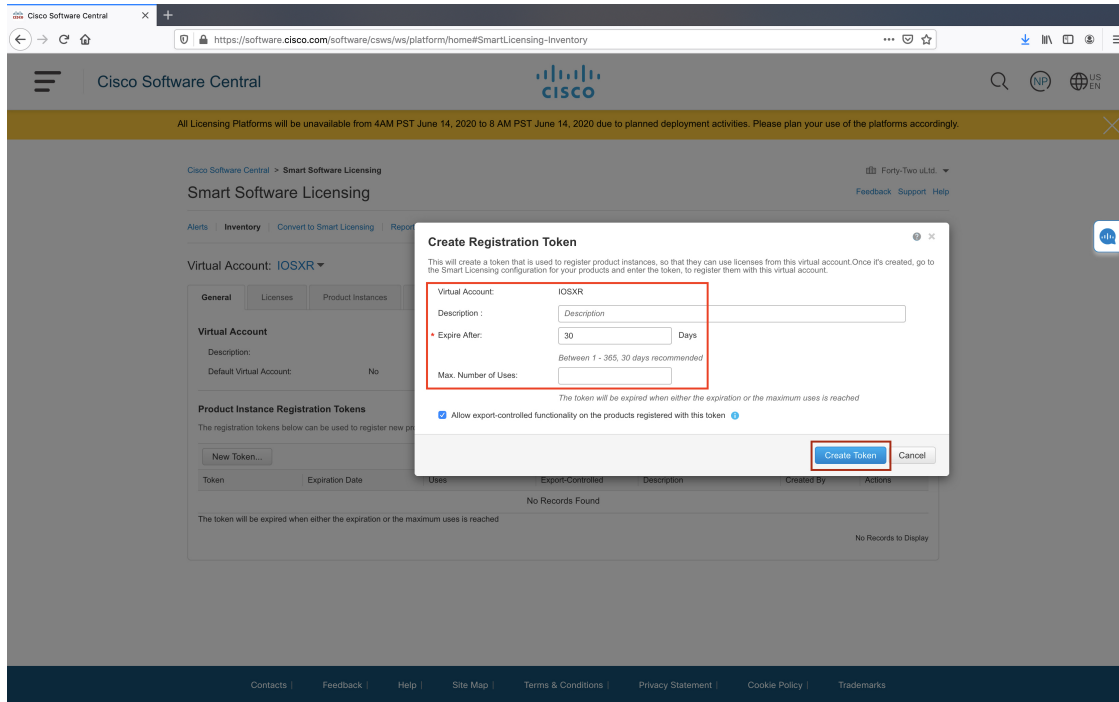 Cisco Software Central
https://software.cisco.com/software/csws/ws/platform/home#SmartLicensing-Inventory
Cisco Software Central
CISCO
NP
US
EN
All Licensing Platforms will be unavailable from 4AM PST June 14, 2020 to 8 AM PST June 14, 2020 due to planned deployment activities. Please plan your use of the platforms accordingly.
Cisco Software Central > Smart Software Licensing
Forty-Two uLtd.
Smart Software Licensing
Feedback Support Help
Alerts | Inventory | Convert to Smart Licensing | Report
Virtual Account: IOSXR
General Licenses Product Instances
Virtual Account
Description:
Default Virtual Account: No
Product Instance Registration Tokens
The registration tokens below can be used to register new pr
New Token...
Token Expiration Date Uses Export-Controlled Description Created By Actions
No Records Found
The token will be expired when either the expiration or the maximum uses is reached
No Records to Display
Create Registration Token
This will create a token that is used to register product instances, so that they can use licenses from this virtual account.Once it's created, go to
the Smart Licensing configuration for your products and enter the token, to register them with this virtual account.
Virtual Account: IOSXR
Description : Description
* Expire After: 30 Days
Between 1 - 365, 30 days recommended
Max. Number of Uses:
The token will be expired when either the expiration or the maximum uses is reached
Allow export-controlled functionality on the products registered with this token
Create Token Cancel
Contacts | Feedback | Help | Site Map | Terms & Conditions | Privacy Statement | Cookie Policy | Trademarks